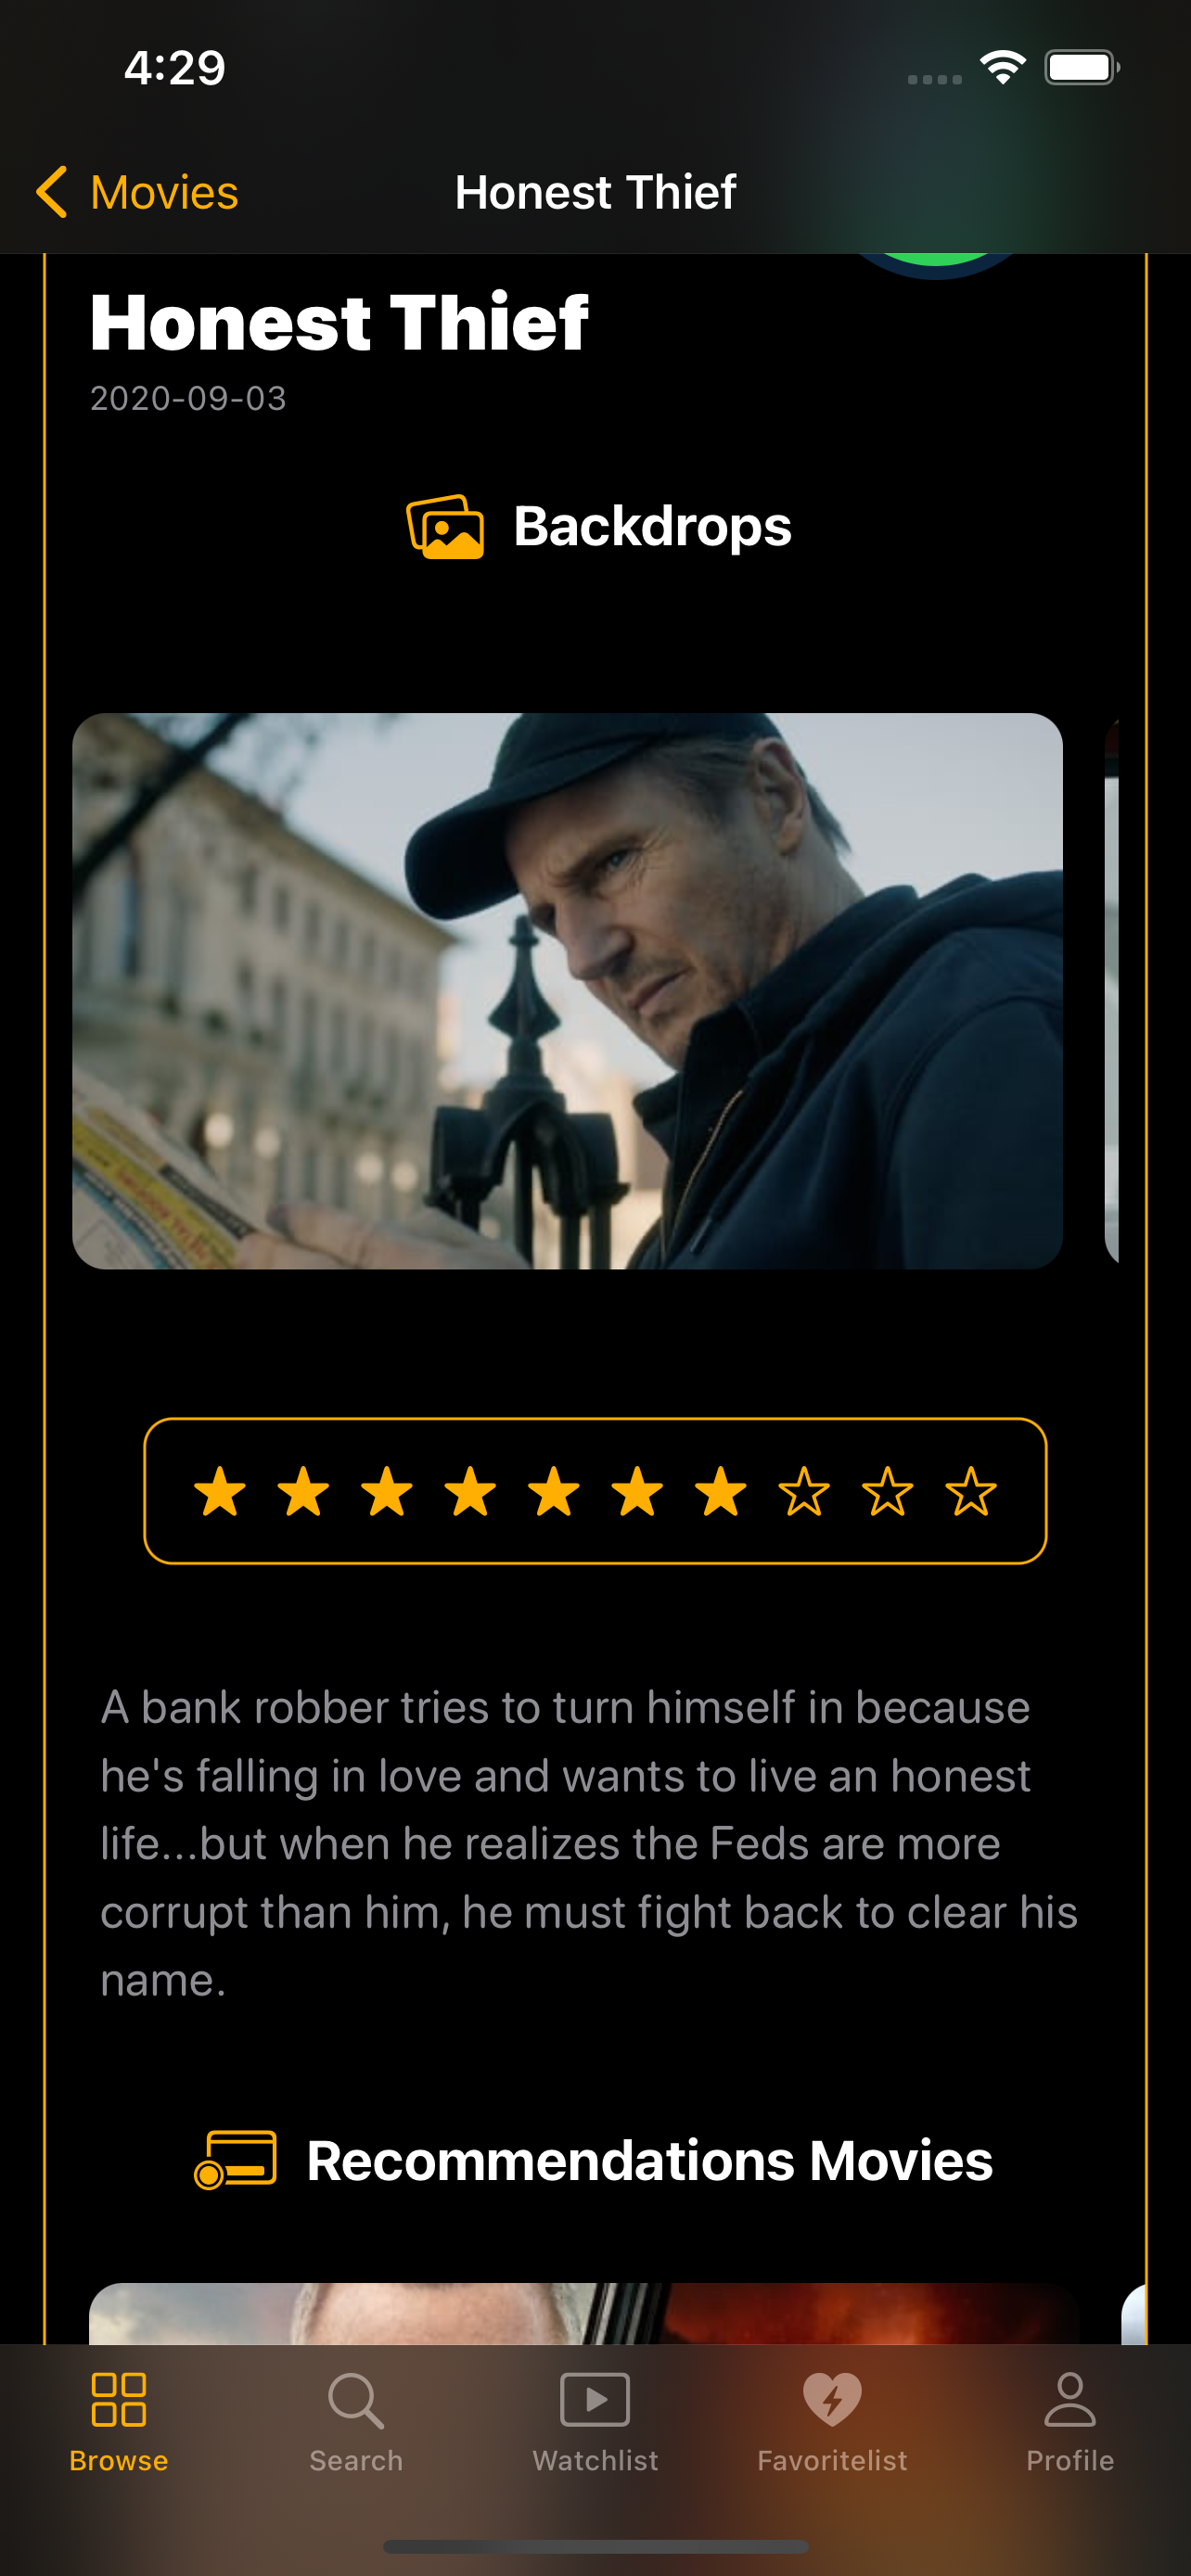 4:29
Movies
Honest Thief
Honest Thief
2020-09-03
Backdrops
A bank robber tries to turn himself in because
he's falling in love and wants to live an honest
life...but when he realizes the Feds are more
corrupt than him, he must fight back to clear his
name.
Recommendations Movies
Browse
Search
Watchlist
Favoritelist
Profile